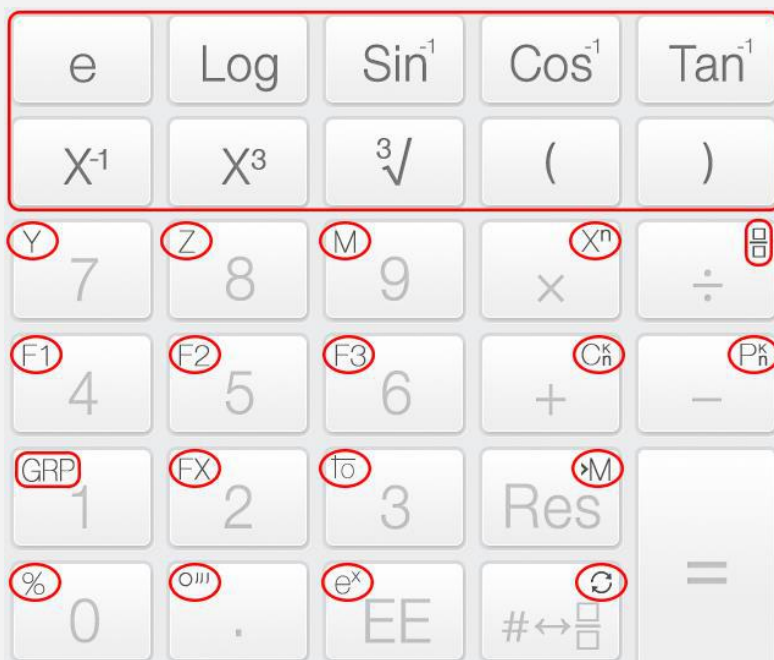 e Log Sin⁻¹ Cos⁻¹ Tan⁻¹
X⁻¹ X³ ³√ ( )
Y 7 Z 8 M 9 Xⁿ × ÷
F1 4 F2 5 F3 6 Cᴷₙ + Pᴷₙ −
GRP 1 FX 2 to 3 ›M Res =
% 0 o''' . eˣ EE #↔